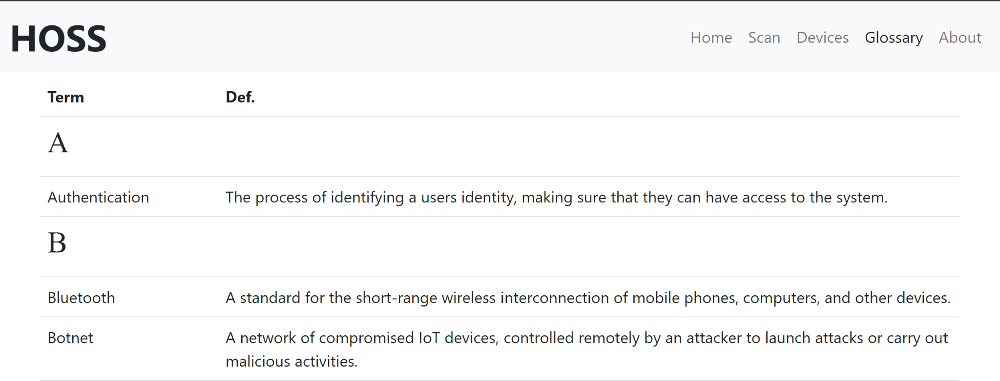 HOSS
Home Scan Devices Glossary About
Term Def.
A
Authentication The process of identifying a users identity, making sure that they can have access to the system.
B
Bluetooth A standard for the short-range wireless interconnection of mobile phones, computers, and other devices.
Botnet A network of compromised IoT devices, controlled remotely by an attacker to launch attacks or carry out
malicious activities.